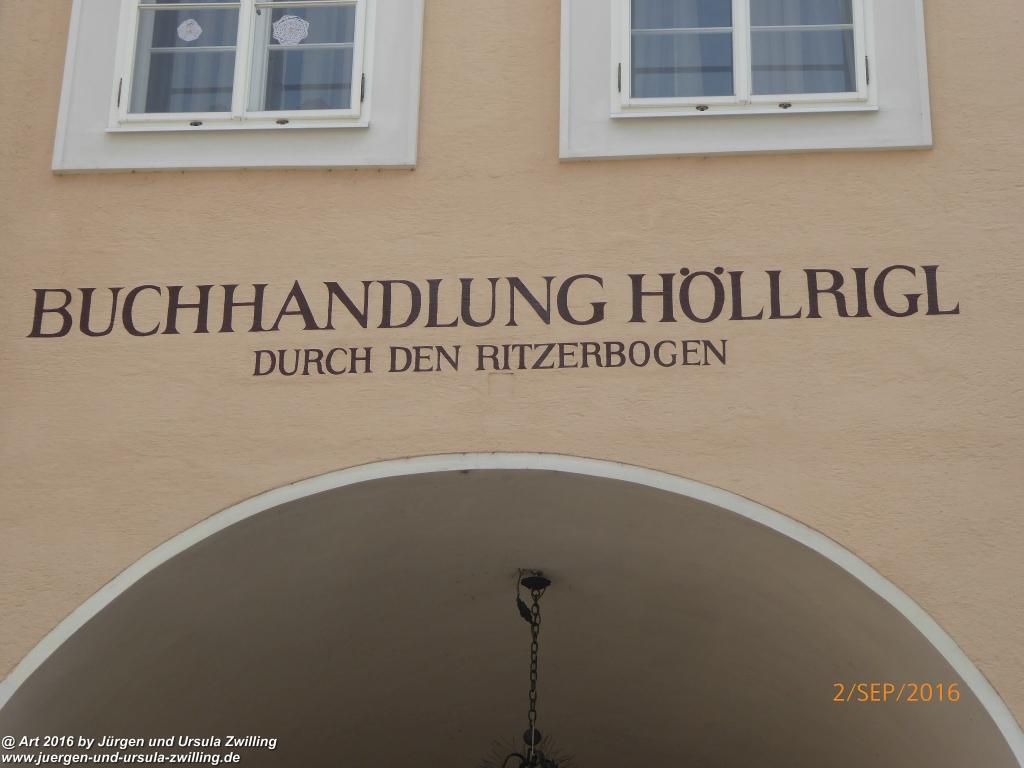 BUCHHANDLUNG HÖLLRIGL
DURCH DEN RITZERBOGEN
2/SEP/2016
@ Art 2016 by Jürgen und Ursula Zwilling
www.juergen-und-ursula-zwilling.de